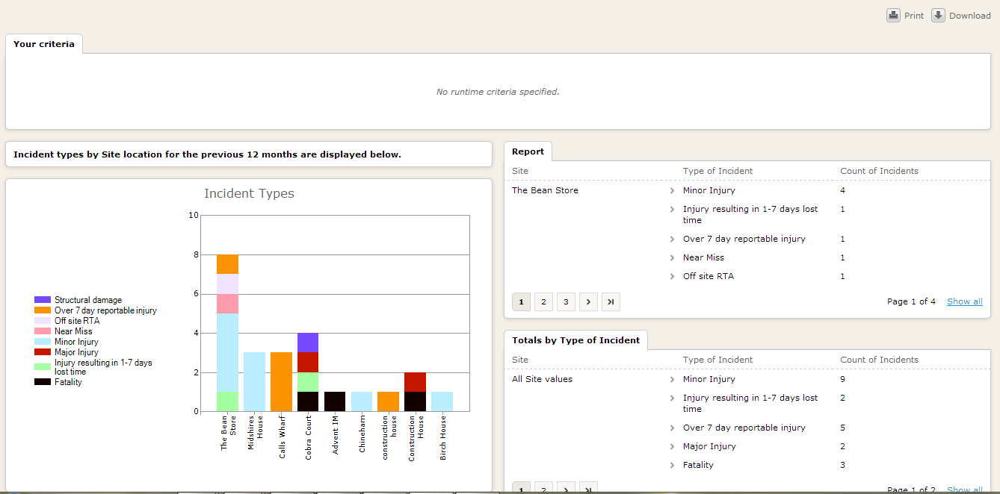 Print Download
Your criteria
No runtime criteria specified.
Incident types by Site location for the previous 12 months are displayed below.
Incident Types
10
8
6
4
2
0
Structural damage
Over 7 day reportable injury
Off site RTA
Near Miss
Minor Injury
Major Injury
Injury resulting in 1-7 days
lost time
Fatality
The Bean
Store
Midshires
House
Calls Wharf
Cobra Court
Advent IM
Chineham
construction
house
Construction
House
Birch House
Report
Site Type of Incident Count of Incidents
The Bean Store Minor Injury 4
Injury resulting in 1-7 days lost 1
time
Over 7 day reportable injury 1
Near Miss 1
Off site RTA 1
1 2 3 Page 1 of 4 Show all
Totals by Type of Incident
Site Type of Incident Count of Incidents
All Site values Minor Injury 9
Injury resulting in 1-7 days lost 2
time
Over 7 day reportable injury 5
Major Injury 2
Fatality 3
1 2 Page 1 of 2 Show all